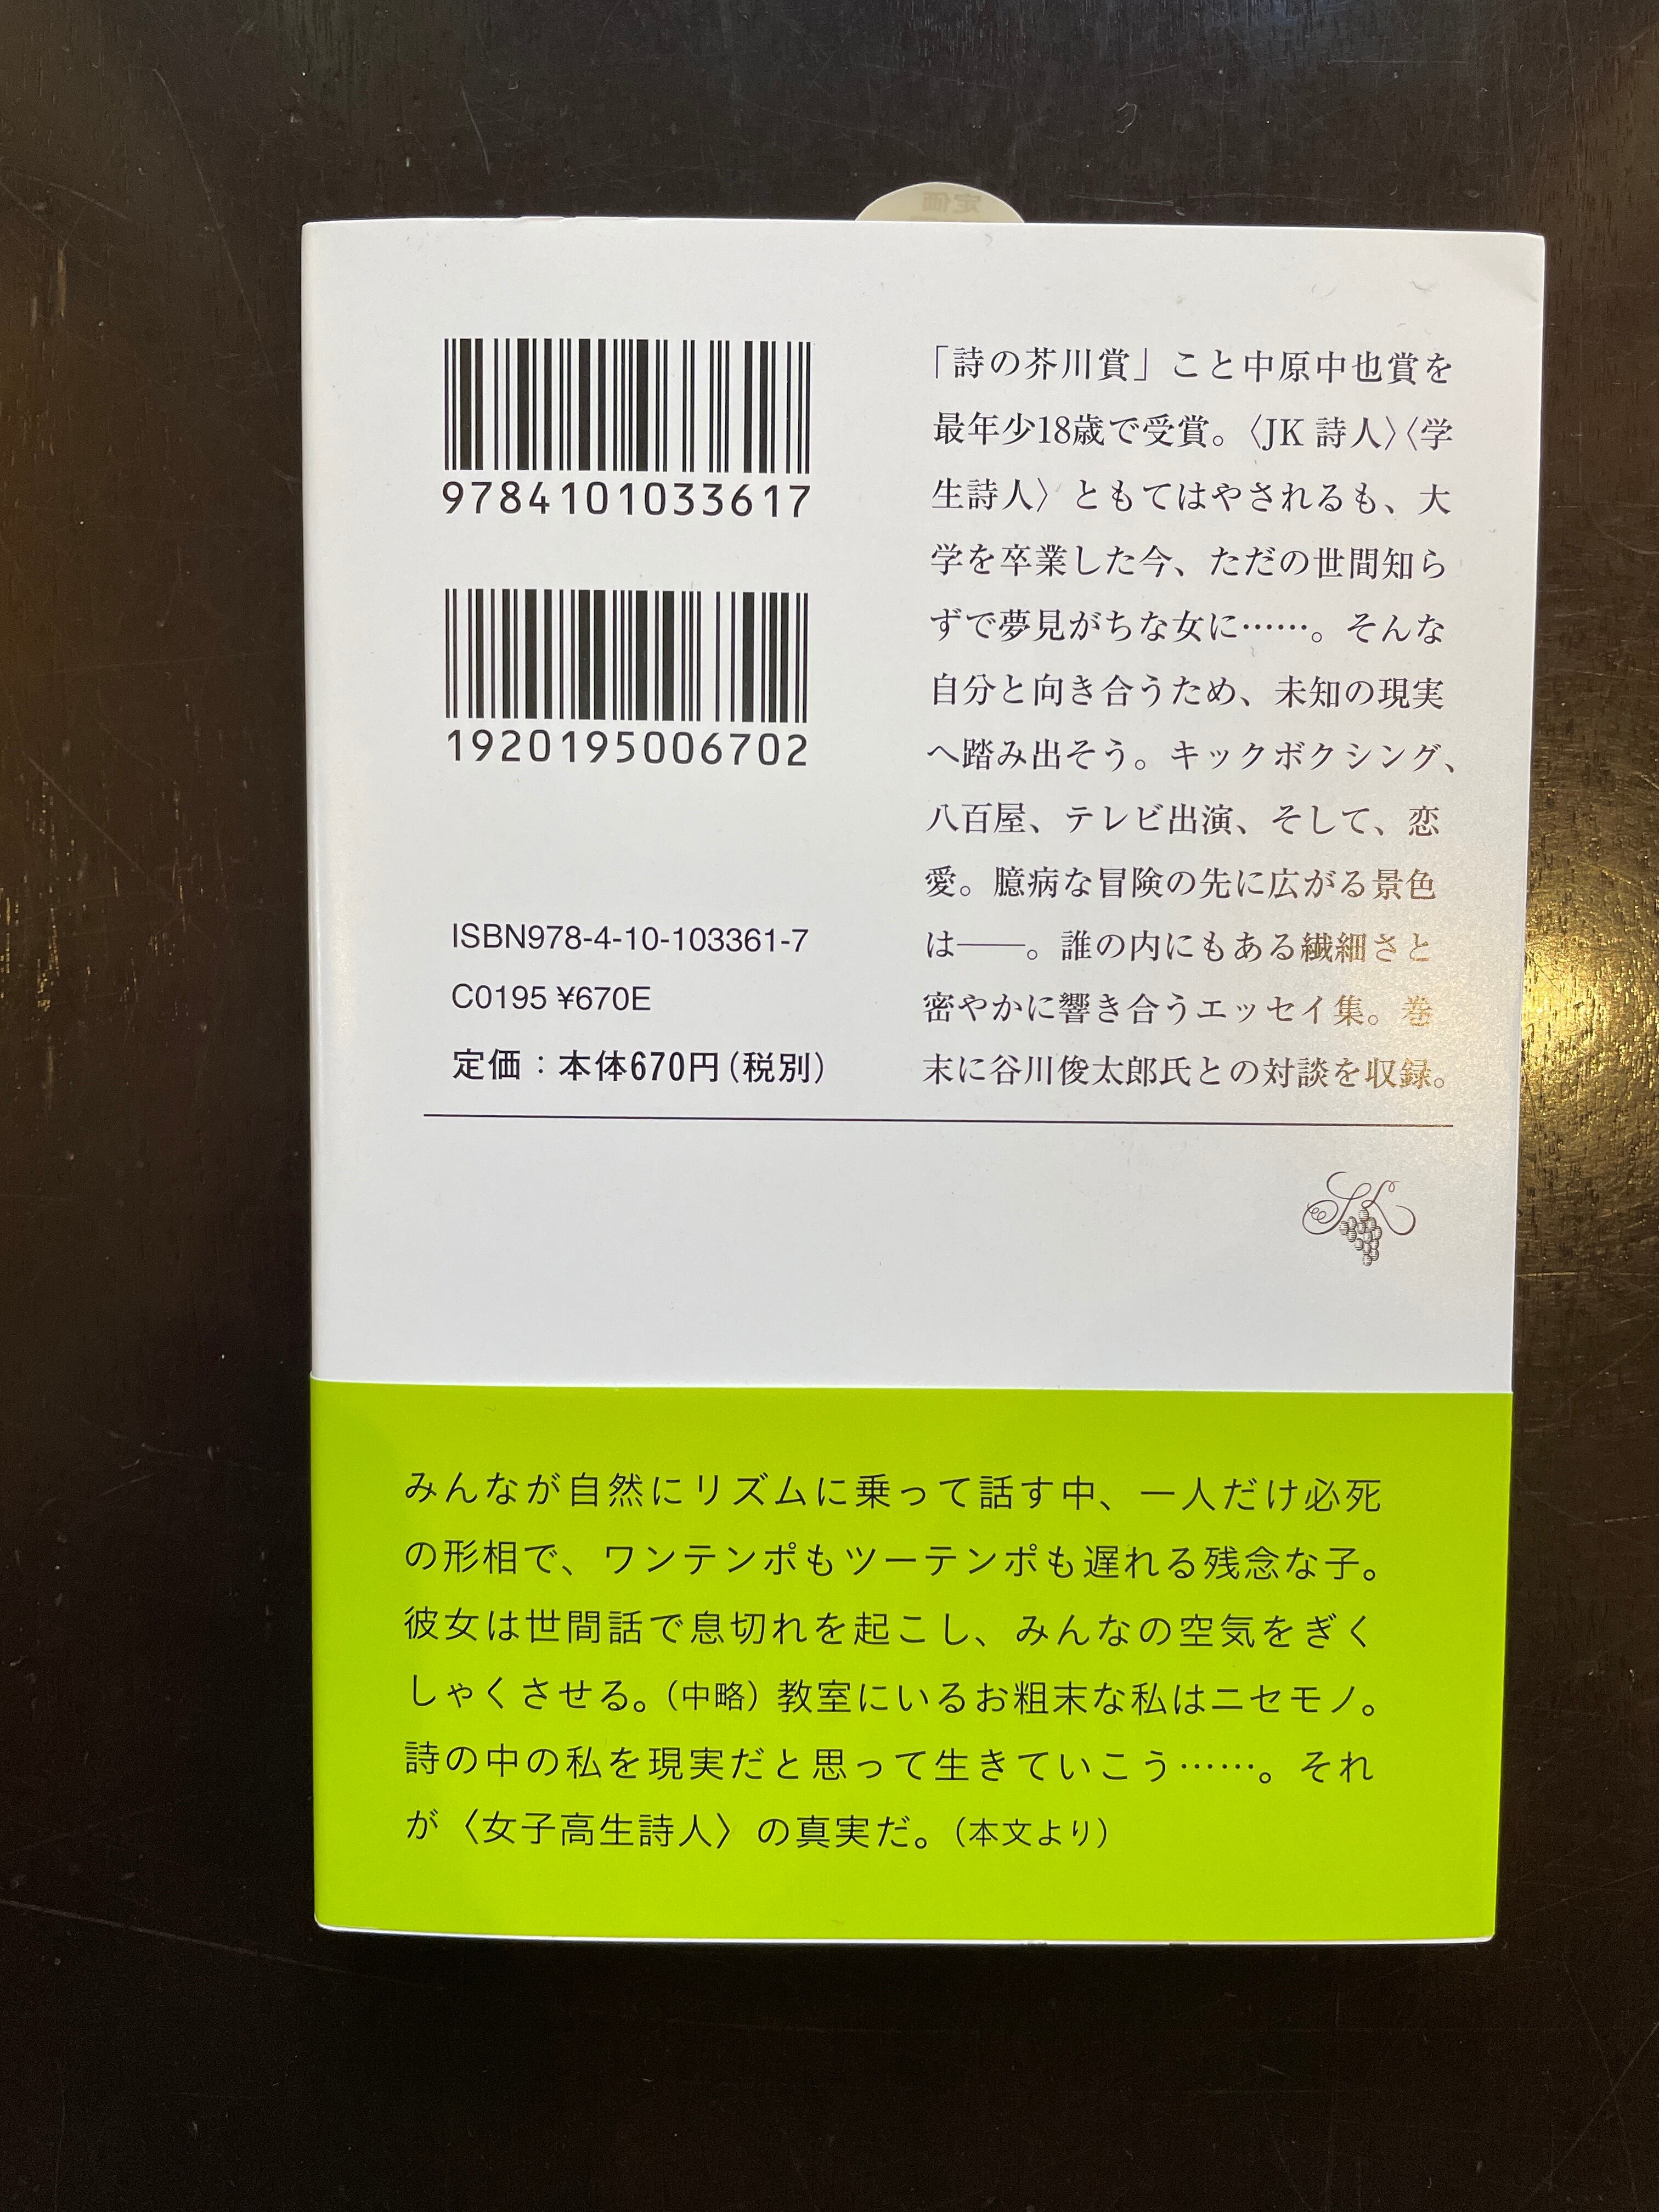 定価
9784101033617
1920195006702
ISBN978-4-10-103361-7
C0195 ¥670E
定価：本体670円（税別）
「詩の芥川賞」こと中原中也賞を
最年少18歳で受賞。〈JK 詩人〉〈学
生詩人〉ともてはやされるも、大
学を卒業した今、ただの世間知ら
ずで夢見がちな女に……。そんな
自分と向き合うため、未知の現実
へ踏み出そう。キックボクシング、
八百屋、テレビ出演、そして、恋
愛。臆病な冒険の先に広がる景色
は――。誰の内にもある繊細さと
密やかに響き合うエッセイ集。巻
末に谷川俊太郎氏との対談を収録。
みんなが自然にリズムに乗って話す中、一人だけ必死
の形相で、ワンテンポもツーテンポも遅れる残念な子。
彼女は世間話で息切れを起こし、みんなの空気をぎく
しゃくさせる。（中略）教室にいるお粗末な私はニセモノ。
詩の中の私を現実だと思って生きていこう……。それ
が〈女子高生詩人〉の真実だ。（本文より）